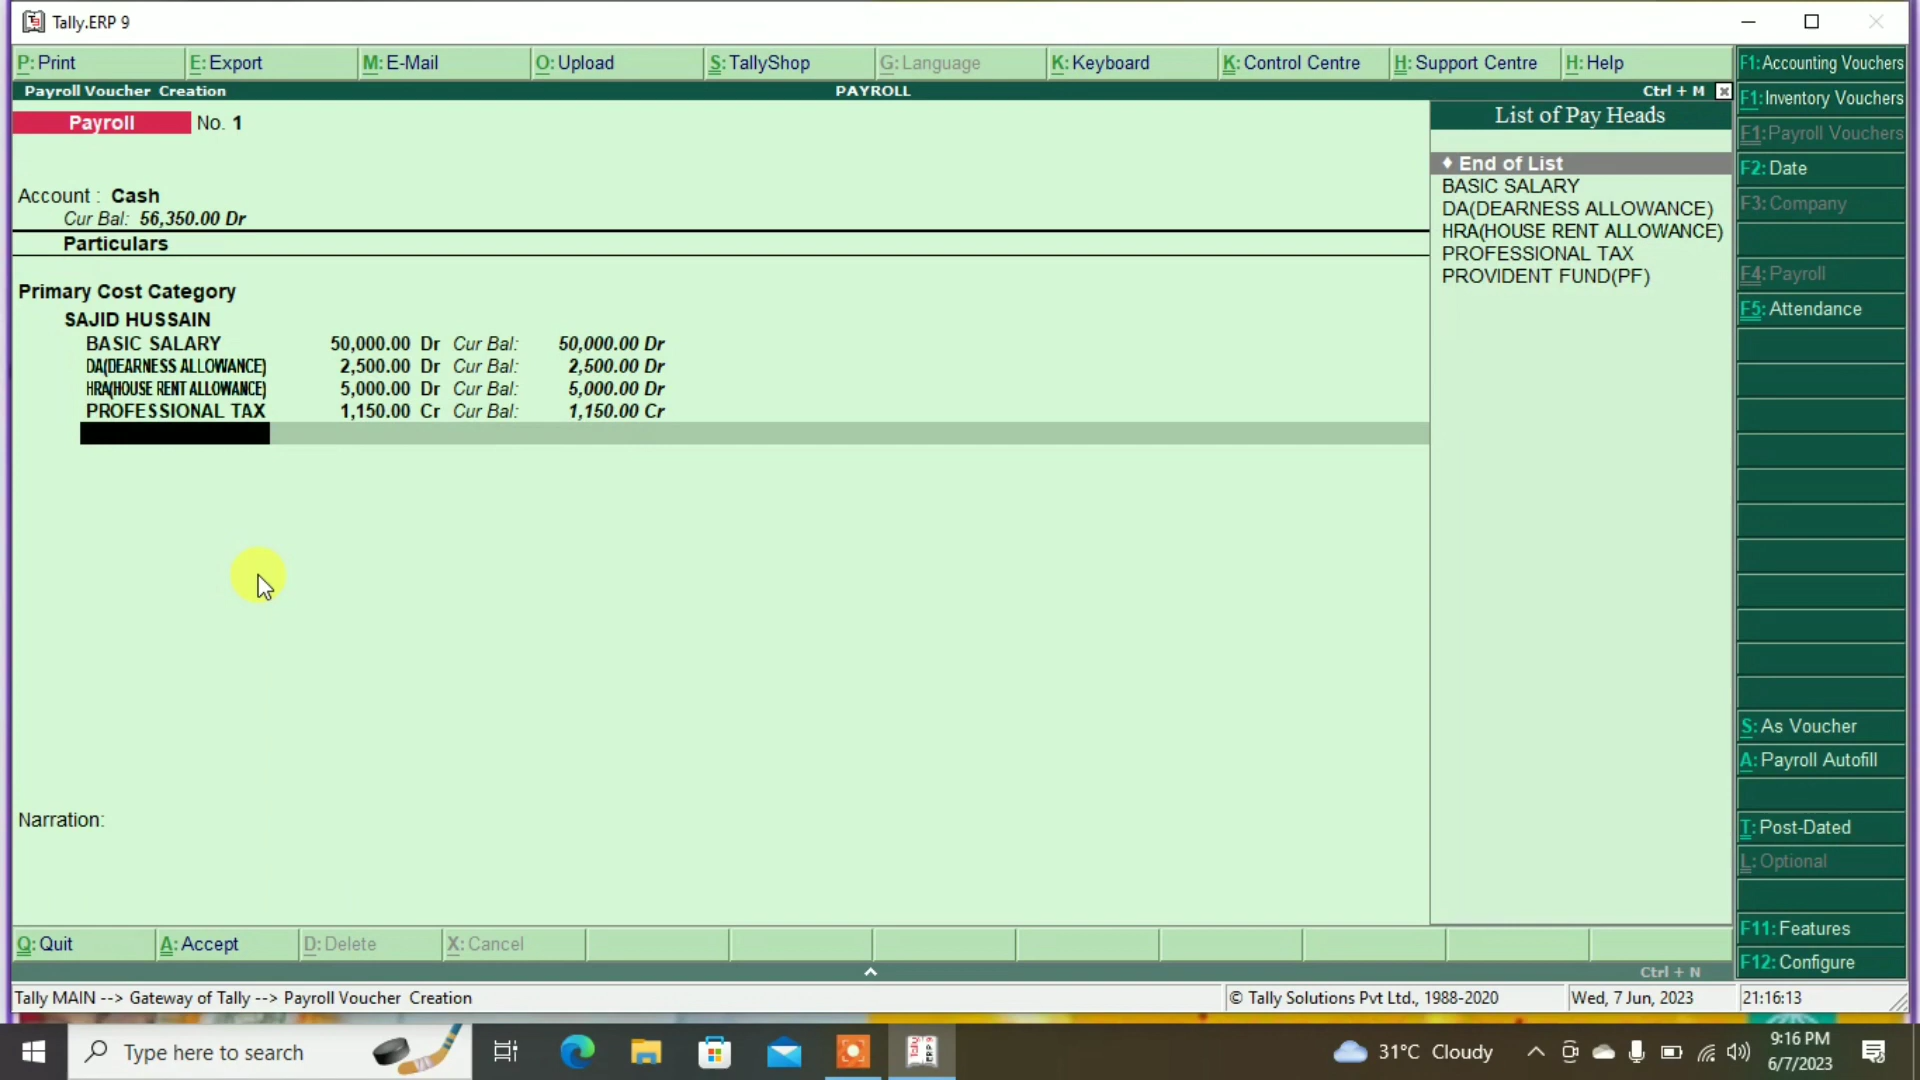 Tally.ERP 9
P: Print
E: Export
M: E-Mail
O: Upload
S: TallyShop
G: Language
K: Keyboard
K: Control Centre
H: Support Centre
H: Help
Payroll Voucher Creation
PAYROLL
Ctrl + M
Payroll No. 1
Account : Cash
Cur Bal: 56,350.00 Dr
Particulars
Primary Cost Category
SAJID HUSSAIN
BASIC SALARY 50,000.00 Dr Cur Bal: 50,000.00 Dr
DA(DEARNESS ALLOWANCE) 2,500.00 Dr Cur Bal: 2,500.00 Dr
HRA(HOUSE RENT ALLOWANCE) 5,000.00 Dr Cur Bal: 5,000.00 Dr
PROFESSIONAL TAX 1,150.00 Cr Cur Bal: 1,150.00 Cr
Narration:
List of Pay Heads
♦ End of List
BASIC SALARY
DA(DEARNESS ALLOWANCE)
HRA(HOUSE RENT ALLOWANCE)
PROFESSIONAL TAX
PROVIDENT FUND(PF)
F1: Accounting Vouchers
F1: Inventory Vouchers
F1: Payroll Vouchers
F2: Date
F3: Company
F4: Payroll
F5: Attendance
S: As Voucher
A: Payroll Autofill
T: Post-Dated
L: Optional
F11: Features
F12: Configure
Q: Quit
A: Accept
D: Delete
X: Cancel
Ctrl + N
Tally MAIN --> Gateway of Tally --> Payroll Voucher Creation
© Tally Solutions Pvt Ltd., 1988-2020
Wed, 7 Jun, 2023
21:16:13
Type here to search
31°C Cloudy
9:16 PM
6/7/2023